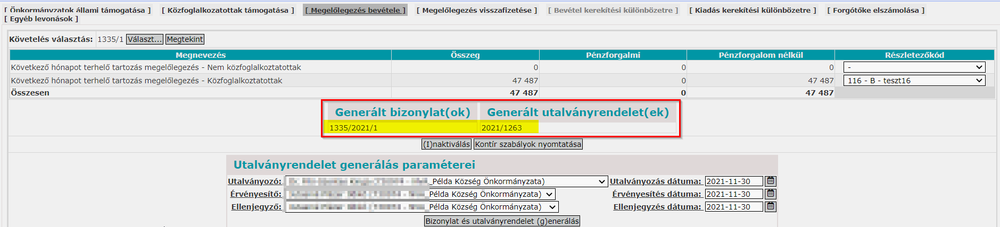 [ Önkormányzatok állami támogatása ] [ Közfoglalkozatottak támogatása ] [ Megelőlegezés bevétele ] [ Megelőlegezés visszafizetése ] [ Bevétel kerekítési különbözetre ] [ Kiadás kerekítési különbözetre ] [ Forgótőke elszámolása ]
[ Egyéb levonások ]
Követelés választás: 1335/1 Választ... Megtekint
Megnevezés Összeg Pénzforgalmi Pénzforgalom nélkül Részletezőkód
Következő hónapot terhelő tartozás megelőlegezés - Nem közfoglalkoztatottak 0 0 0 -
Következő hónapot terhelő tartozás megelőlegezés - Közfoglalkoztatottak 47 487 0 47 487 116 - B - teszt16
Összesen 47 487 0 47 487
Generált bizonylat(ok) Generált utalványrendelet(ek)
1335/2021/1 2021/1263
(I)naktiválás Kontír szabályok nyomtatása
Utalványrendelet generálás paraméterei
Utalványozó: _Példa Község Önkormányzata) Utalványozás dátuma: 2021-11-30
Érvényesítő: Példa Község Önkormányzata) Érvényesítés dátuma: 2021-11-30
Ellenjegyző: _Példa Község Önkormányzata) Ellenjegyzés dátuma: 2021-11-30
Bizonylat és utalványrendelet (g)enerálás